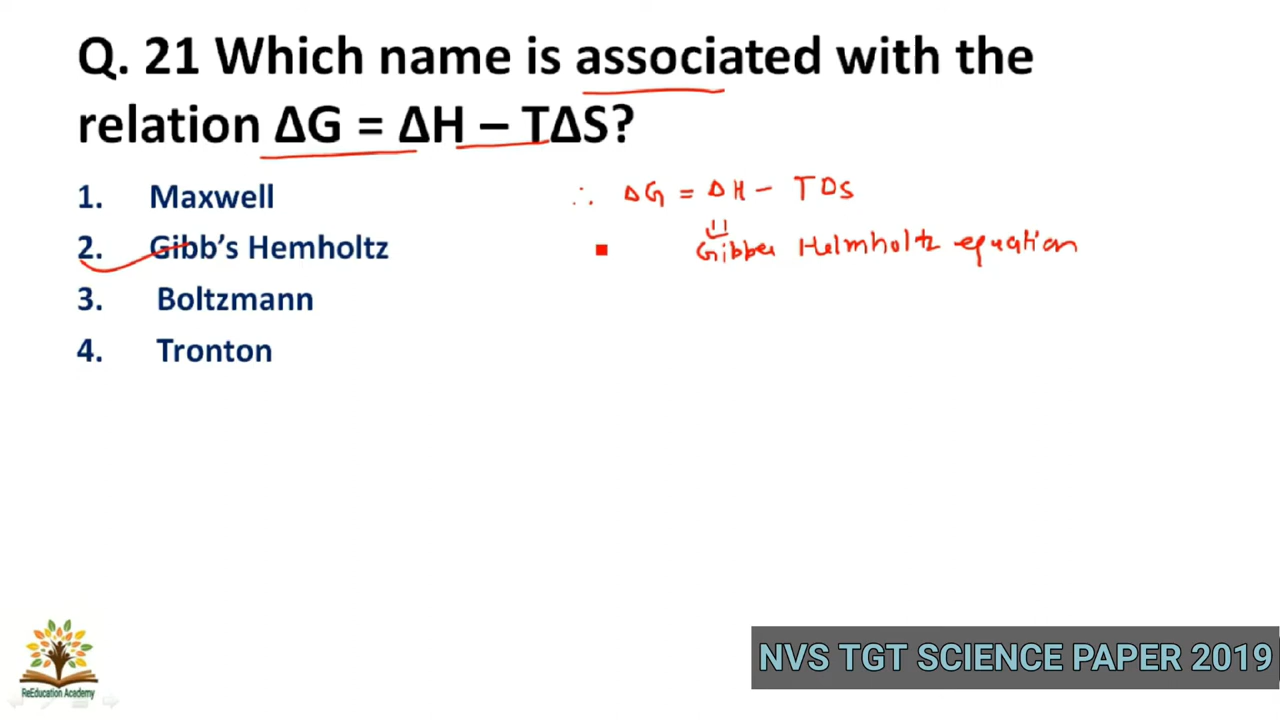 Q. 21 Which name is associated with the
relation ΔG = ΔH – TΔS?
1. Maxwell
2. Gibb's Hemholtz
3. Boltzmann
4. Tronton
∴ ΔG = ΔH – TΔS
Gibbes Helmholtz equation
ReEducation Academy
NVS TGT SCIENCE PAPER 2019